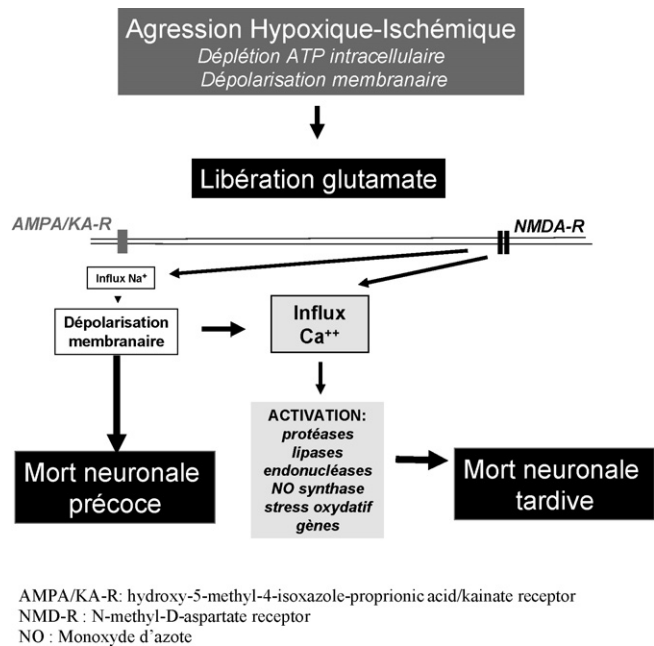 Agression Hypoxique-Ischémique
Déplétion ATP intracellulaire
Dépolarisation membranaire
Libération glutamate
AMPA/KA-R
NMDA-R
Influx Na⁺
Dépolarisation
membranaire
Influx
Ca⁺⁺
ACTIVATION:
protéases
lipases
endonucléases
NO synthase
stress oxydatif
gènes
Mort neuronale
précoce
Mort neuronale
tardive
AMPA/KA-R: hydroxy-5-methyl-4-isoxazole-proprionic acid/kainate receptor
NMD-R : N-methyl-D-aspartate receptor
NO : Monoxyde d'azote